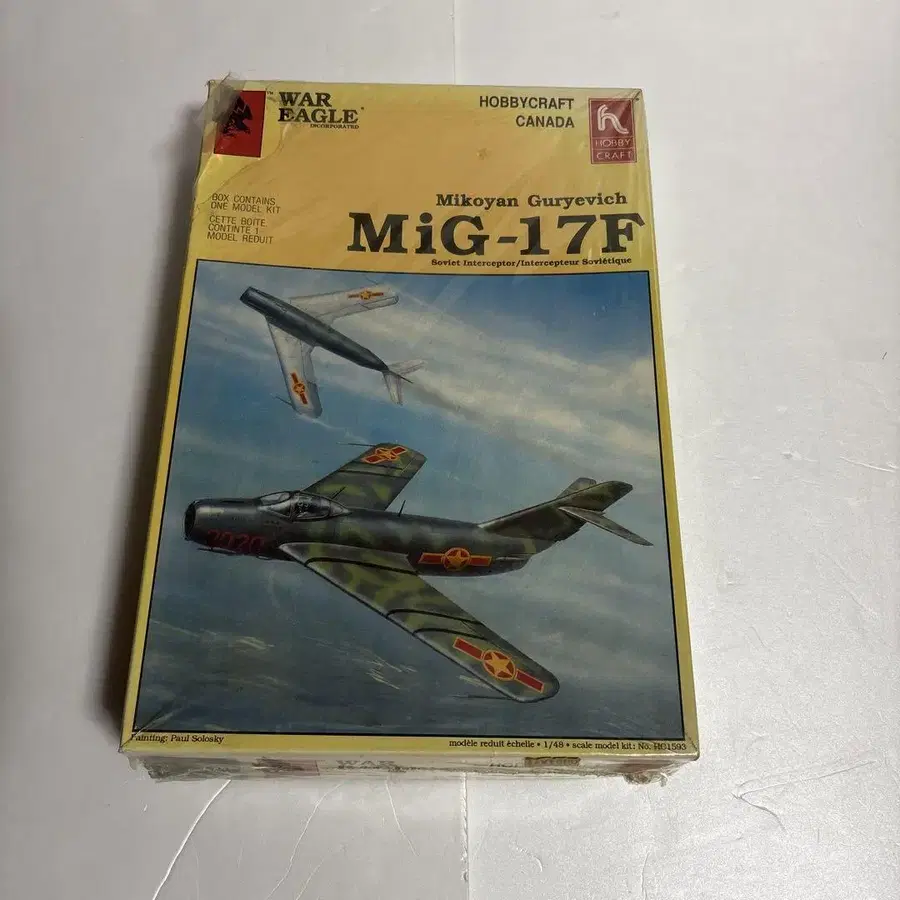 WAR
EAGLE
INCORPORATED
HOBBYCRAFT
CANADA
HOBBY
CRAFT
BOX CONTAINS
ONE MODEL KIT
CETTE BOITE
CONTINTE 1
MODEL REDUIT
Mikoyan Guryevich
MiG-17F
Soviet Interceptor/Intercepteur Soviétique
2020
Painting: Paul Solosky
modèle reduit échelle • 1/48 • scale model kit: No. HC1593
WAR